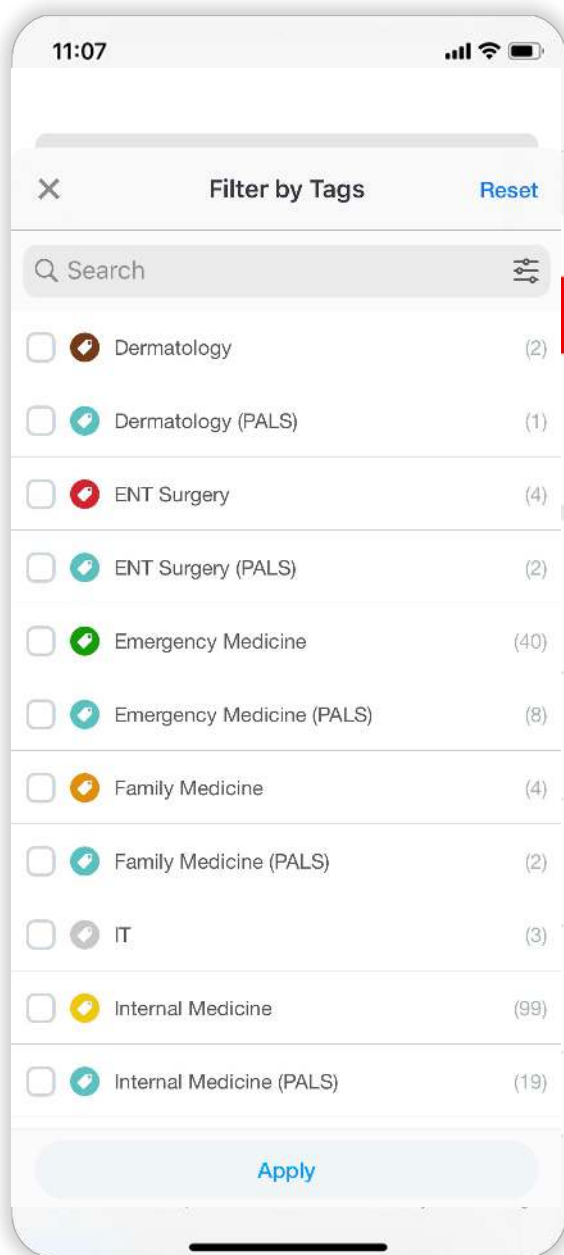 11:07
Filter by Tags Reset
Search
Dermatology (2)
Dermatology (PALS) (1)
ENT Surgery (4)
ENT Surgery (PALS) (2)
Emergency Medicine (40)
Emergency Medicine (PALS) (8)
Family Medicine (4)
Family Medicine (PALS) (2)
IT (3)
Internal Medicine (99)
Internal Medicine (PALS) (19)
Apply